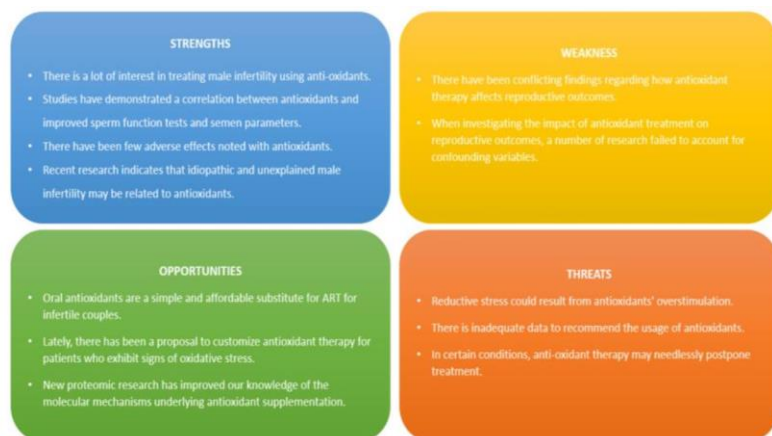 STRENGTHS
• There is a lot of interest in treating male infertility using anti-oxidants.
• Studies have demonstrated a correlation between antioxidants and
improved sperm function tests and semen parameters.
• There have been few adverse effects noted with antioxidants.
• Recent research indicates that idiopathic and unexplained male
infertility may be related to antioxidants.
WEAKNESS
• There have been conflicting findings regarding how antioxidant
therapy affects reproductive outcomes.
• When investigating the impact of antioxidant treatment on
reproductive outcomes, a number of research failed to account for
confounding variables.
OPPORTUNITIES
• Oral antioxidants are a simple and affordable substitute for ART for
infertile couples.
• Lately, there has been a proposal to customize antioxidant therapy for
patients who exhibit signs of oxidative stress.
• New proteomic research has improved our knowledge of the
molecular mechanisms underlying antioxidant supplementation.
THREATS
• Reductive stress could result from antioxidants' overstimulation.
• There is inadequate data to recommend the usage of antioxidants.
• In certain conditions, anti-oxidant therapy may needlessly postpone
treatment.